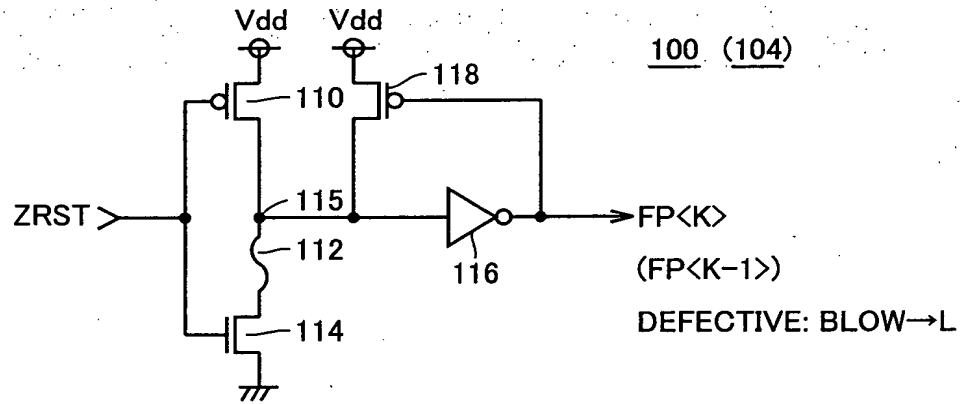 Vdd Vdd
100 (104)
118
110
ZRST
115
FP<K>
112
116
(FP<K-1>)
114
DEFECTIVE: BLOW→L